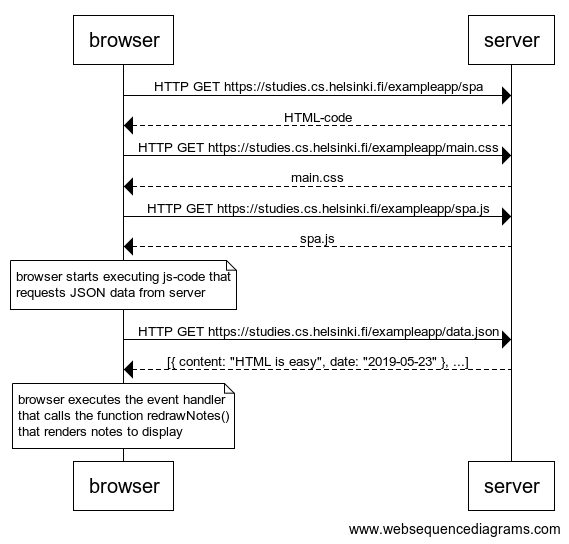 browser
server
HTTP GET https://studies.cs.helsinki.fi/exampleapp/spa
HTML-code
HTTP GET https://studies.cs.helsinki.fi/exampleapp/main.css
main.css
HTTP GET https://studies.cs.helsinki.fi/exampleapp/spa.js
spa.js
browser starts executing js-code that
requests JSON data from server
HTTP GET https://studies.cs.helsinki.fi/exampleapp/data.json
[{ content: "HTML is easy", date: "2019-05-23" }, ...]
browser executes the event handler
that calls the function redrawNotes()
that renders notes to display
browser
server
www.websequencediagrams.com